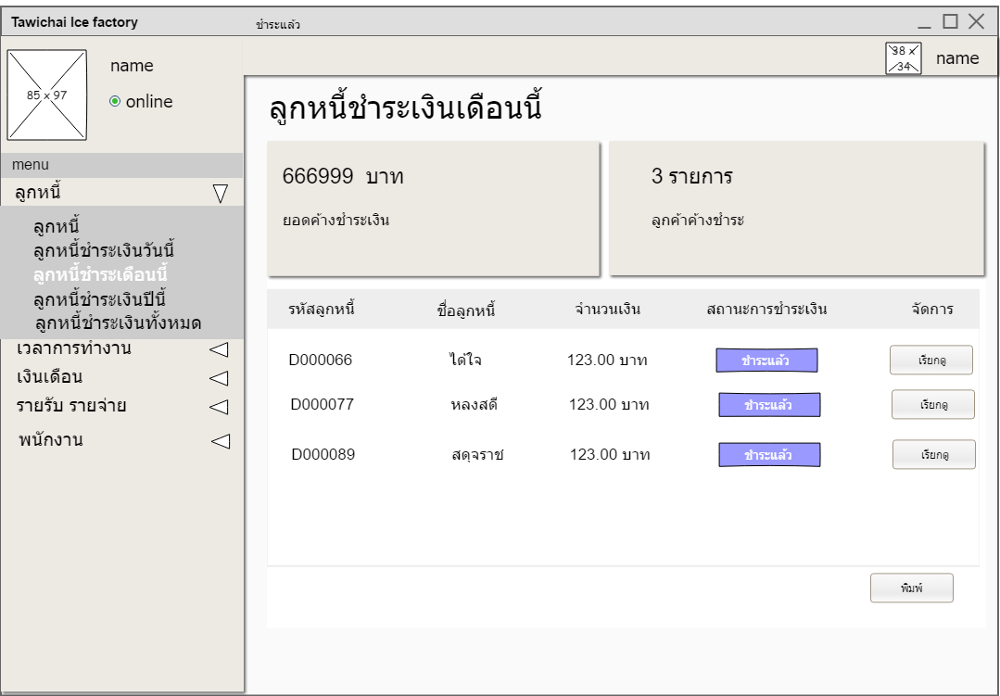 Tawichai Ice factory
ชำระแล้ว
38 x 34
name
85 x 97
name
online
menu
ลูกหนี้
ลูกหนี้
ลูกหนี้ชำระเงินวันนี้
ลูกหนี้ชำระเดือนนี้
ลูกหนี้ชำระเงินปีนี้
ลูกหนี้ชำระเงินทั้งหมด
เวลาการทำงาน
เงินเดือน
รายรับ รายจ่าย
พนักงาน
ลูกหนี้ชำระเงินเดือนนี้
666999 บาท
ยอดค้างชำระเงิน
3 รายการ
ลูกค้าค้างชำระ
รหัสลูกหนี้ ชื่อลูกหนี้ จำนวนเงิน สถานะการชำระเงิน จัดการ
D000066 ได้ใจ 123.00 บาท ชำระแล้ว เรียกดู
D000077 หลงสดี 123.00 บาท ชำระแล้ว เรียกดู
D000089 สดุจราช 123.00 บาท ชำระแล้ว เรียกดู
พิมพ์